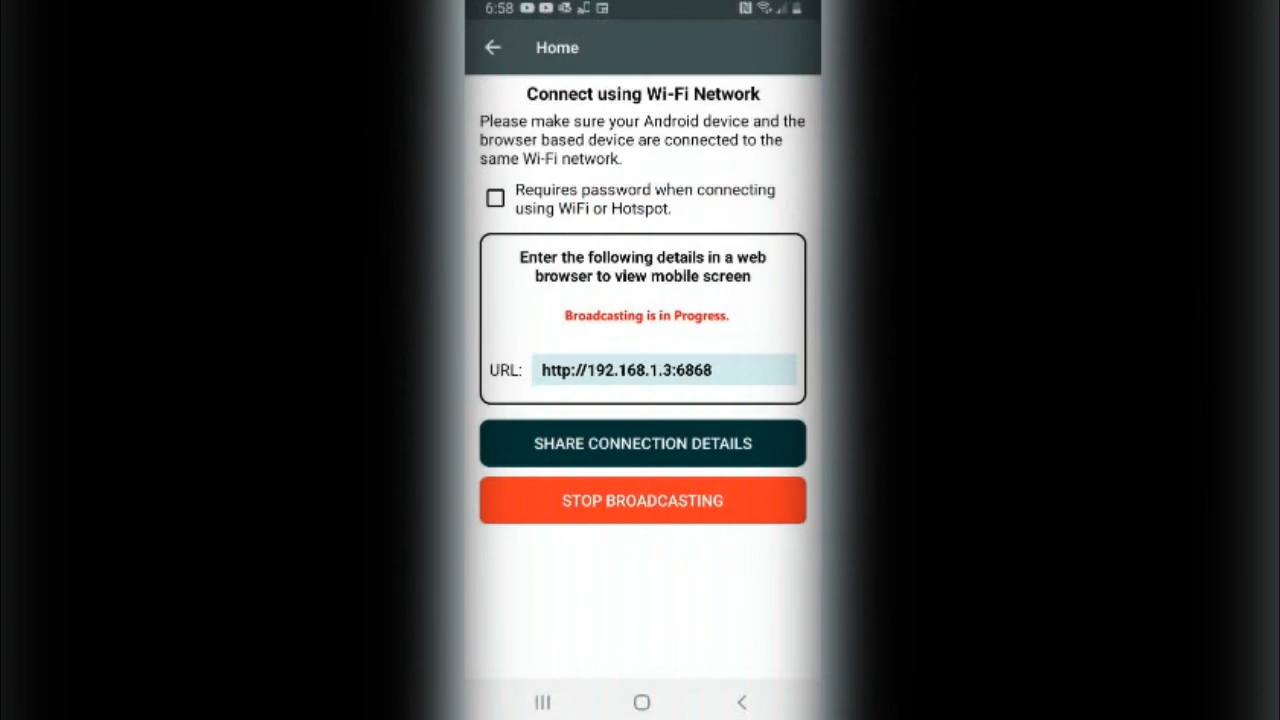 6:58
Home
Connect using Wi-Fi Network
Please make sure your Android device and the
browser based device are connected to the
same Wi-Fi network.
Requires password when connecting
using WiFi or Hotspot.
Enter the following details in a web
browser to view mobile screen
Broadcasting is in Progress.
URL: http://192.168.1.3:6868
SHARE CONNECTION DETAILS
STOP BROADCASTING